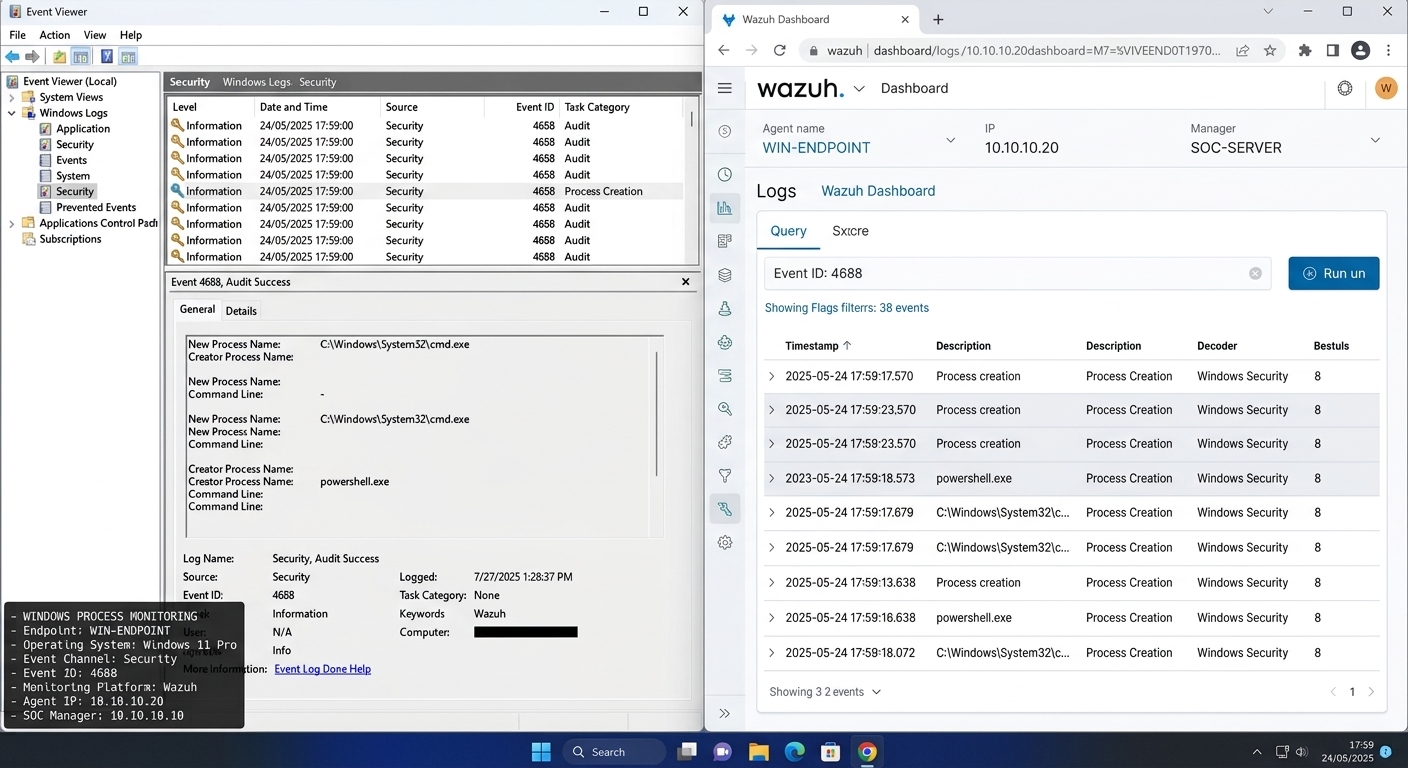 Event Viewer
File Action View Help
Event Viewer (Local)
System Views
Windows Logs
Application
Security
Events
System
Security
Prevented Events
Applications Control Padı
Subscriptions
Security Windows Legs Security
Level Date and Time Source Event ID Task Category
Information 24/05/2025 17:59:00 Security 4658 Audit
Information 24/05/2025 17:59:00 Security 4658 Audit
Information 24/05/2025 17:59:00 Security 4658 Audit
Information 24/05/2025 17:59:00 Security 4658 Audit
Information 24/05/2025 17:59:00 Security 4658 Process Creation
Information 24/05/2025 17:59:00 Security 4658 Audit
Information 24/05/2025 17:59:00 Security 4658 Audit
Information 24/05/2025 17:59:00 Security 4658 Audit
Information 24/05/2025 17:59:00 Security 4658 Audit
Event 4688, Audit Success
General Details
New Process Name: C:\Windows\System32\cmd.exe
Creator Process Name:
New Process Name:
Command Line: -
New Process Name: C:\Windows\System32\cmd.exe
New Process Name:
Command Line:
Creator Process Name:
Creator Process Name: powershell.exe
Command Line:
Command Line:
Log Name: Security, Audit Success
Source: Security Logged: 7/27/2025 1:28:37 PM
Event ID: 4688 Task Category: None
Information Keywords Wazuh
User: N/A Computer:
Info
More Information: Event Log Done Help
- WINDOWS PROCESS MONITORING
- Endpoint: WIN-ENDPOINT
- Operating System: Windows 11 Pro
- Event Channel: Security
- Event ID: 4688
- Monitoring Platform: Wazuh
- Agent IP: 10.10.10.20
- SOC Manager; 10.10.10.10
Wazuh Dashboard
wazuh dashboard/logs/10.10.10.20dashboard=M7=%VIVEEND0T1970...
wazuh. Dashboard
W
Agent name IP Manager
WIN-ENDPOINT 10.10.10.20 SOC-SERVER
Logs Wazuh Dashboard
Query
Event ID: 4688 Run un
Showing Flags filterrs: 38 events
Timestamp Description Description Decoder Bestuls
2025-05-24 17:59:17.570 Process creation Process Creation Windows Security 8
2025-05-24 17:59:23.570 Process creation Process Creation Windows Security 8
2025-05-24 17:59:23.570 Process creation Process Creation Windows Security 8
2023-05-24 17:59:18.573 powershell.exe Process Creation Windows Security 8
2025-05-24 17:59:17.679 C:\Windows\System32\c... Process Creation Windows Security 8
2025-05-24 17:59:17.679 C:\Windows\System32\c... Process Creation Windows Security 8
2025-05-24 17:59:13.638 Process creation Process Creation Windows Security 8
2025-05-24 17:59:16.638 powershell.exe Process Creation Windows Security 8
2025-05-24 17:59:18.072 C:\Windows\System32\c... Process Creation Windows Security 8
Showing 3 2 events 1
Search
17:59
24/05/2025